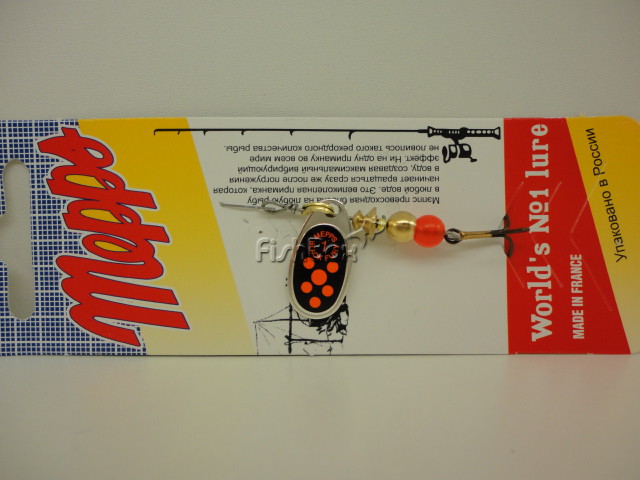 Mepps
Мэппс превосходная блесна на любую рыбу
в любой воде. Это великолепная приманка, которая
начинает вращаться сразу же после погружения
в воду, создавая максимальный вибрирующий
эффект. Ни на одну приманку во всем мире
не ловилось такого рекордного количества рыбы.
MEPPS
World's No1 lure
MADE IN FRANCE
Упаковано в России